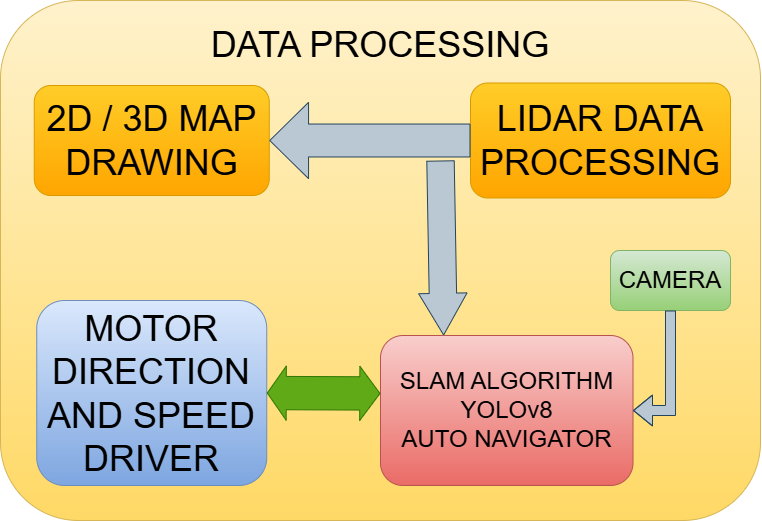 DATA PROCESSING
2D / 3D MAP
DRAWING
LIDAR DATA
PROCESSING
CAMERA
MOTOR
DIRECTION
AND SPEED
DRIVER
SLAM ALGORITHM
YOLOv8
AUTO NAVIGATOR